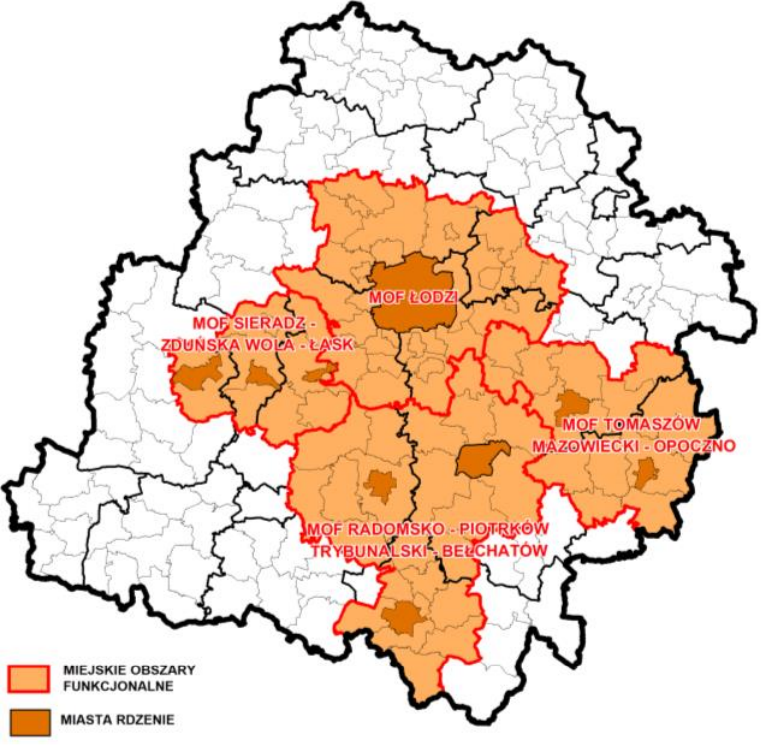 MOF ŁODZI
MOF SIERADZ -
ZDUŃSKA WOLA - ŁASK
MOF TOMASZÓW
MAZOWIECKI - OPOCZNO
MOF RADOMSKO - PIOTRKÓW
TRYBUNALSKI - BEŁCHATÓW
MIEJSKIE OBSZARY
FUNKCJONALNE
MIASTA RDZENIE